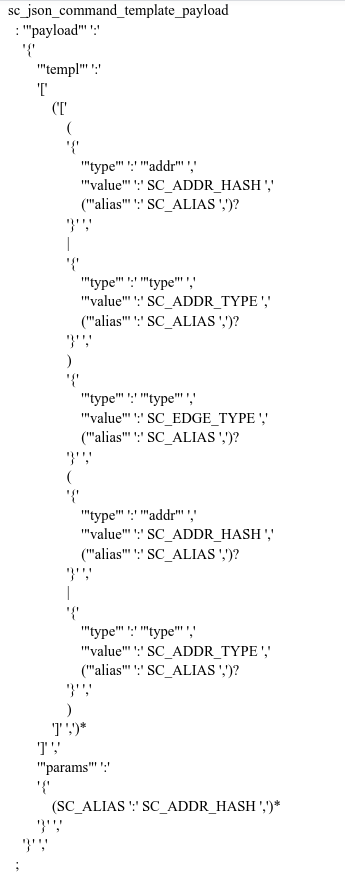 sc_json_command_template_payload
: '"payload"' ':'
'{'
'"templ"' ':'
'['
('['
(
'{'
'"type"' ':' '"addr"' ','
'"value"' ':' SC_ADDR_HASH ','
('"alias"' ':' SC_ALIAS ',')?
'}' ','
|
'{'
'"type"' ':' '"type"' ','
'"value"' ':' SC_ADDR_TYPE ','
('"alias"' ':' SC_ALIAS ',')?
'}' ','
)
'{'
'"type"' ':' '"type"' ','
'"value"' ':' SC_EDGE_TYPE ','
('"alias"' ':' SC_ALIAS ',')?
'}' ','
(
'{'
'"type"' ':' '"addr"' ','
'"value"' ':' SC_ADDR_HASH ','
('"alias"' ':' SC_ALIAS ',')?
'}' ','
|
'{'
'"type"' ':' '"type"' ','
'"value"' ':' SC_ADDR_TYPE ','
('"alias"' ':' SC_ALIAS ',')?
'}' ','
)
']' ',')*
']' ','
'"params"' ':'
'{'
(SC_ALIAS ':' SC_ADDR_HASH ',')*
'}' ','
'}' ','
;